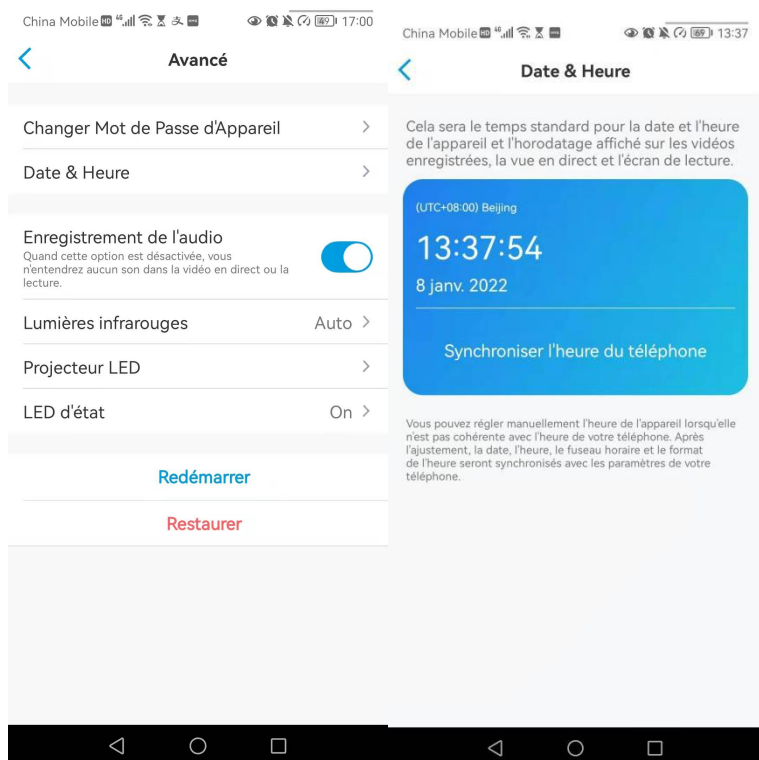 China Mobile HD 4G 49 17:00
Avancé
Changer Mot de Passe d'Appareil
Date & Heure
Enregistrement de l'audio
Quand cette option est désactivée, vous
n'entendrez aucun son dans la vidéo en direct ou la
lecture.
Lumières infrarouges Auto
Projecteur LED
LED d'état On
Redémarrer
Restaurer
China Mobile HD 4G 69 13:37
Date & Heure
Cela sera le temps standard pour la date et l'heure
de l'appareil et l'horodatage affiché sur les vidéos
enregistrées, la vue en direct et l'écran de lecture.
(UTC+08:00) Beijing
13:37:54
8 janv. 2022
Synchroniser l'heure du téléphone
Vous pouvez régler manuellement l'heure de l'appareil lorsqu'elle
n'est pas cohérente avec l'heure de votre téléphone. Après
l'ajustement, la date, l'heure, le fuseau horaire et le format
de l'heure seront synchronisés avec les paramètres de votre
téléphone.